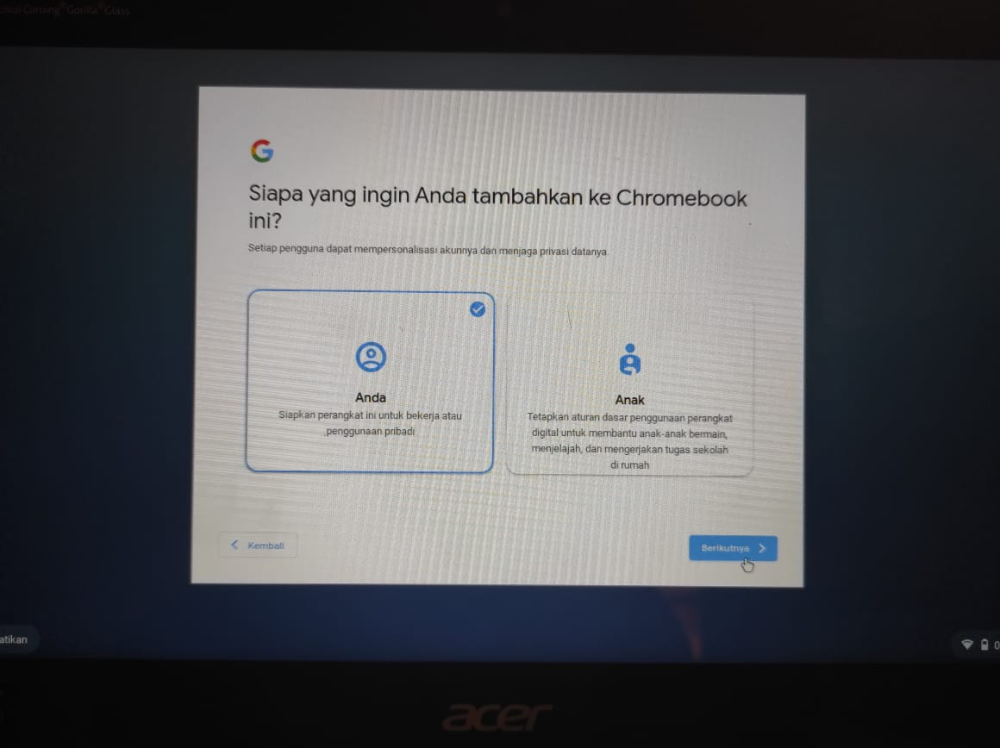 Corning® Gorilla® Glass
Siapa yang ingin Anda tambahkan ke Chromebook
ini?
Setiap pengguna dapat mempersonalisasi akunnya dan menjaga privasi datanya.
Anda
Siapkan perangkat ini untuk bekerja atau
penggunaan pribadi
Anak
Tetapkan aturan dasar penggunaan perangkat
digital untuk membantu anak-anak bermain,
menjelajah, dan mengerjakan tugas sekolah
di rumah
Kembali
Berikutnya
atikan
0
acer